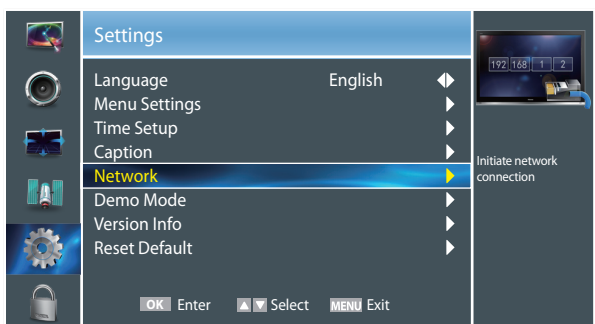 Settings
Language English
Menu Settings
Time Setup
Caption
Network
Demo Mode
Version Info
Reset Default
OK Enter Select MENU Exit
192 168 1 2
Initiate network
connection